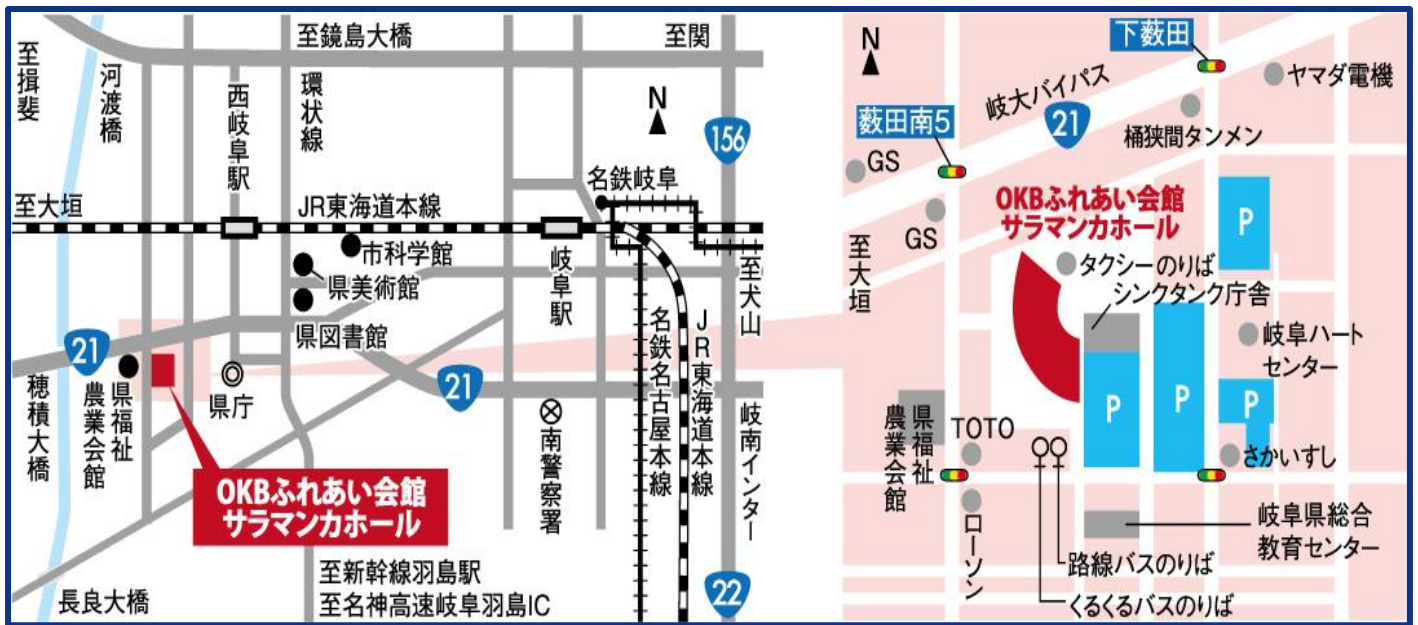 至鏡島大橋
至関
至揖斐
河渡橋
西岐阜駅
環状線
N
156
名鉄岐阜
至大垣
JR東海道本線
市科学館
県美術館
県図書館
岐阜駅
至犬山
21
穂積大橋
県福祉
農業会館
県庁
21
南警察署
名鉄名古屋本線
JR東海道本線
岐南インター
OKBふれあい会館
サラマンカホール
長良大橋
至新幹線羽島駅
至名神高速岐阜羽島IC
22
N
下薮田
ヤマダ電機
岐大バイパス
21
薮田南5
桶狭間タンメン
GS
GS
至大垣
OKBふれあい会館
サラマンカホール
P
タクシーのりば
シンクタンク庁舎
岐阜ハート
センター
P
P
P
県福祉
農業会館
TOTO
さかいすし
ローソン
岐阜県総合
教育センター
路線バスのりば
くるくるバスのりば